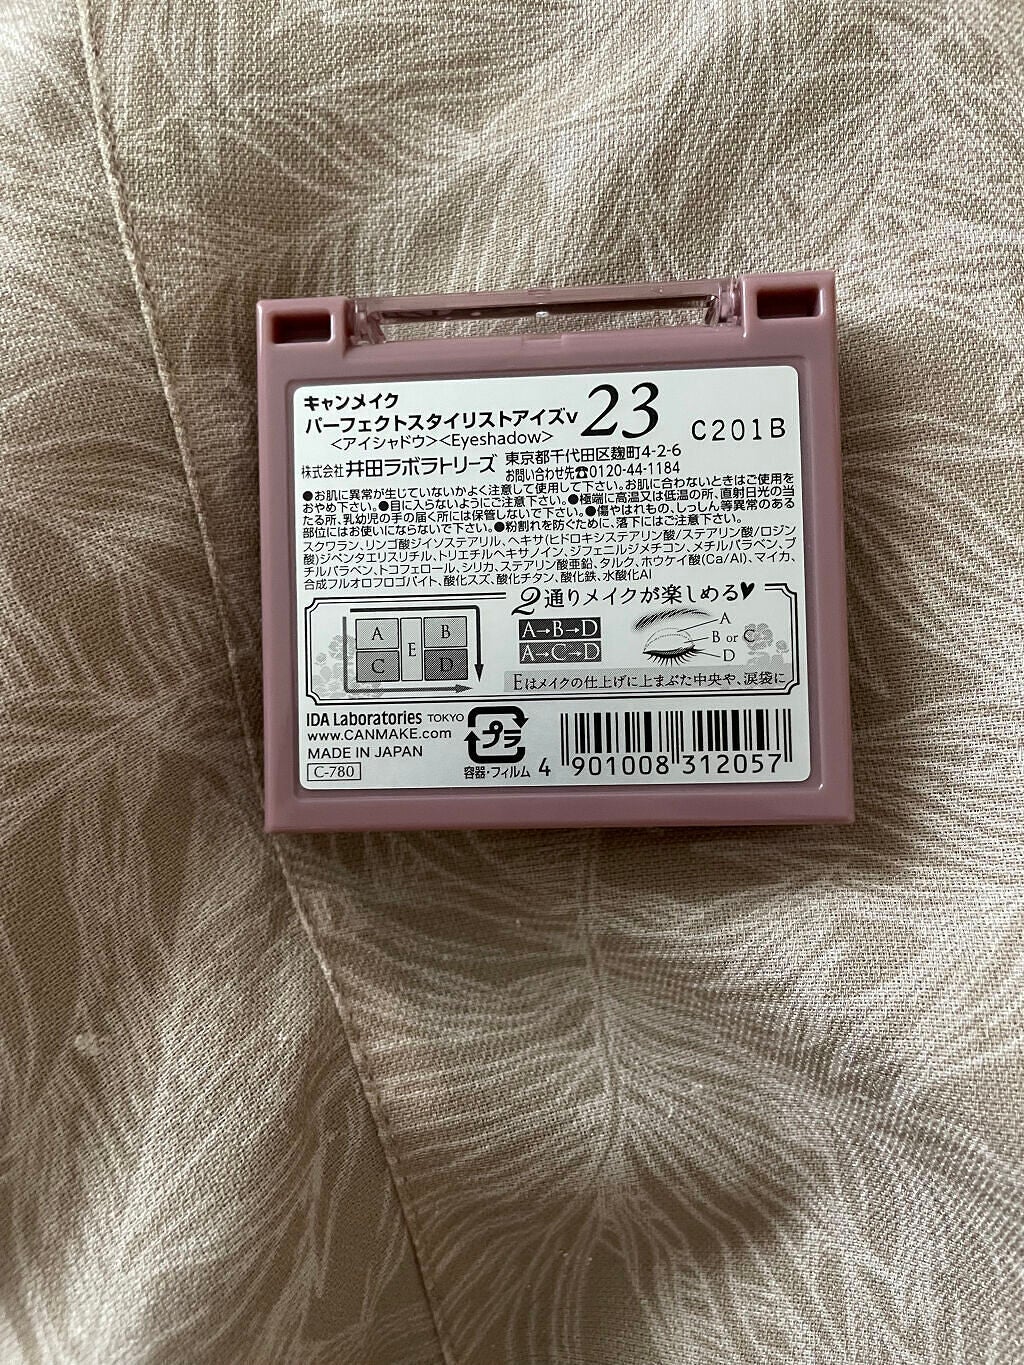 キャンメイク
パーフェクトスタイリストアイズv 23
<アイシャドウ><Eyeshadow>
C201B
株式会社 井田ラボラトリーズ 東京都千代田区麹町4-2-6
お問い合わせ先☎0120-44-1184
●お肌に異常が生じていないかよく注意して使用して下さい。お肌に合わないときはご使用を
おやめ下さい。●目に入らないようにご注意下さい。●極端に高温又は低温の所、直射日光の当
たる所、乳幼児の手の届く所には保管しないで下さい。●傷やはれもの、しっしん等異常のある
部位にはお使いにならないで下さい。●粉割れを防ぐために、落下にはご注意下さい。
スクワラン、リンゴ酸ジイソステアリル、ヘキサ(ヒドロキシステアリン酸/ステアリン酸/ロジン
酸)ジペンタエリスリチル、トリエチルヘキサノイン、ジフェニルジメチコン、メチルパラベン、ブ
チルパラベン、トコフェロール、シリカ、ステアリン酸亜鉛、タルク、ホウケイ酸(Ca/Al)、マイカ、
合成フルオロフロゴパイト、酸化スズ、酸化チタン、酸化鉄、水酸化Al
2通りメイクが楽しめる♥
A B
C E D
A→B→D
A→C→D
A
B or C
D
Eはメイクの仕上げに上まぶた中央や、涙袋に
IDA Laboratories TOKYO
www.CANMAKE.com
MADE IN JAPAN
C-780
プラ
容器・フィルム
4 901008 312057